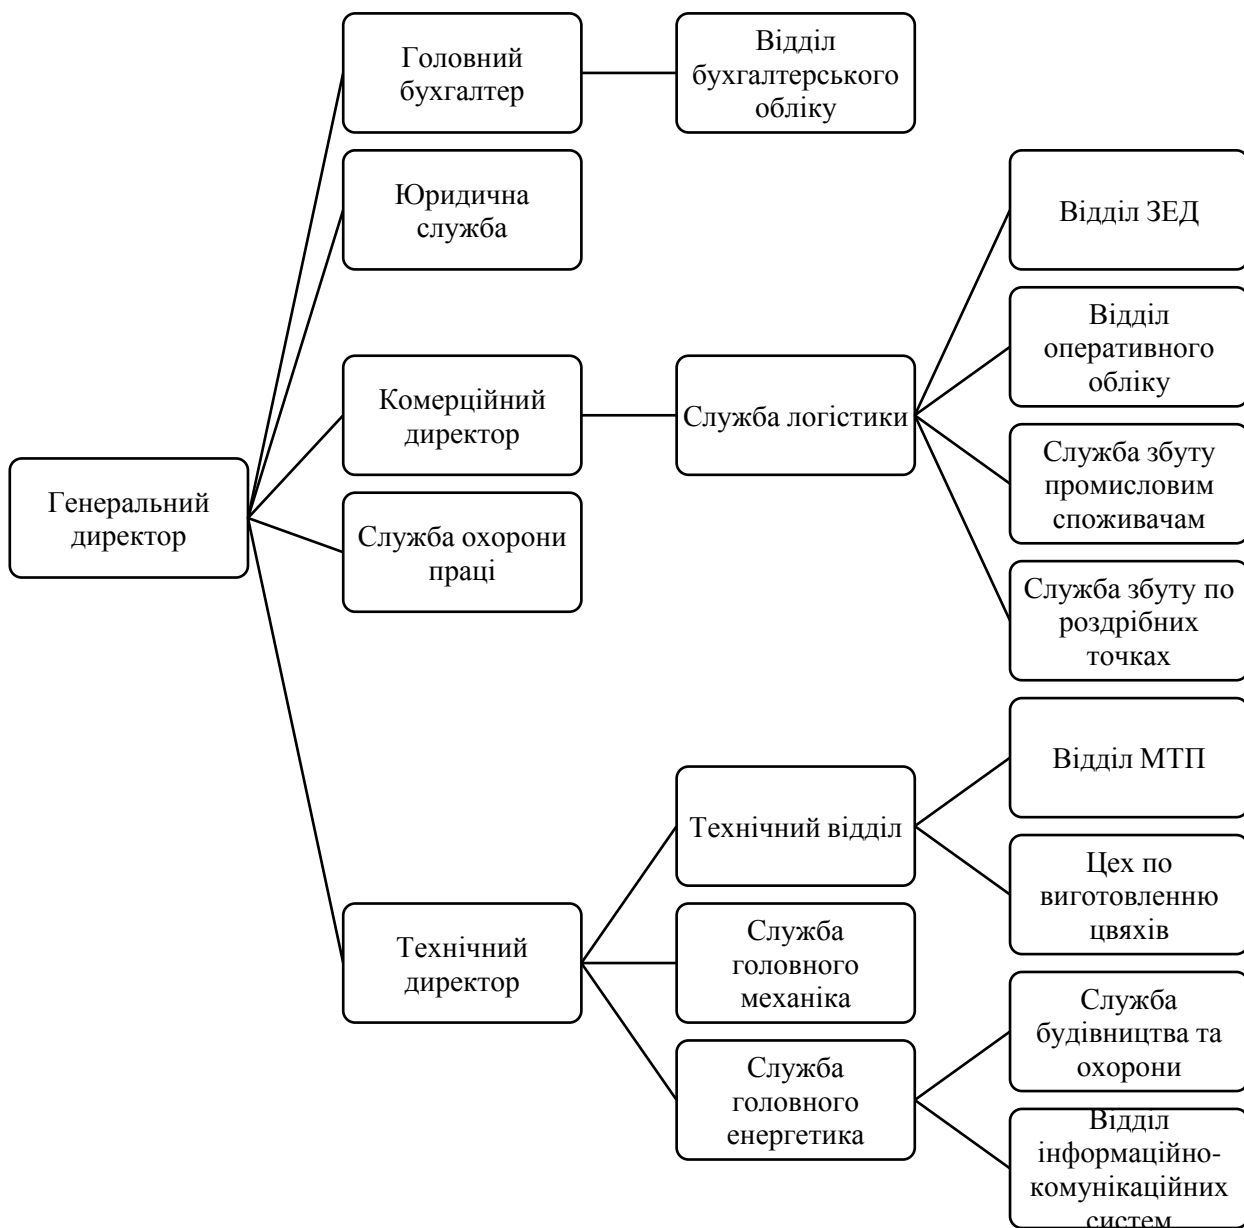 Головний
бухгалтер
Відділ
бухгалтерського
обліку
Юридична
служба
Відділ ЗЕД
Відділ
оперативного
обліку
Комерційний
директор
Служба логістики
Служба збуту
промисловим
споживачам
Генеральний
директор
Служба охорони
праці
Служба збуту по
роздрібних
точках
Відділ МТП
Технічний відділ
Цех по
виготовленню
цвяхів
Технічний
директор
Служба
головного
механіка
Служба
будівництва та
охорони
Служба
головного
енергетика
Відділ
інформаційно-
комунікаційних
систем